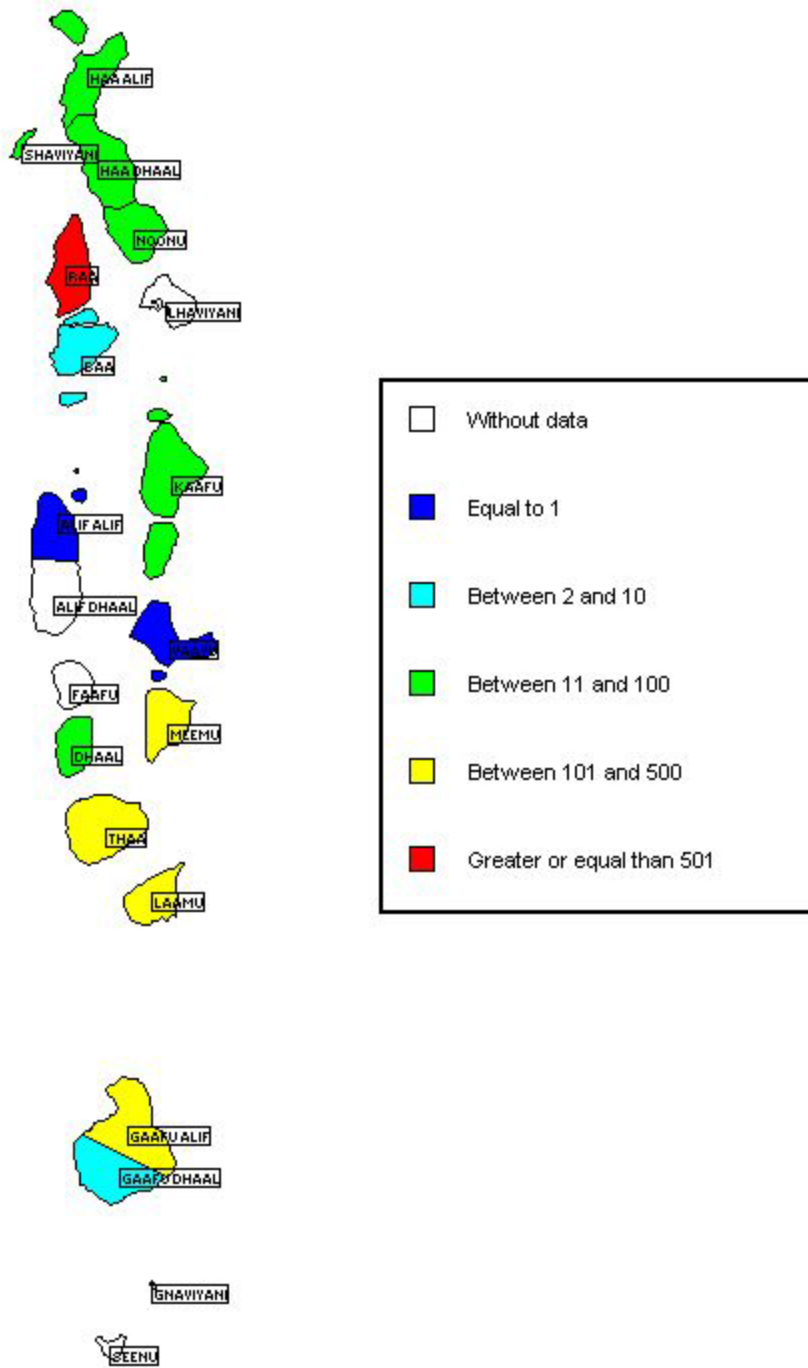 HAA ALIF
SHAVIYANI
HAA DHAAL
NOONU
LHAVIYANI
BAA
KAAFU
ALIF ALIF
ALIF DHAAL
FAAFU
MEEMU
DHAAL
THAA
LAAMU
GAAFU ALIF
GAAFU DHAAL
GNAVIYANI
SEENU
Without data
Equal to 1
Between 2 and 10
Between 11 and 100
Between 101 and 500
Greater or equal than 501